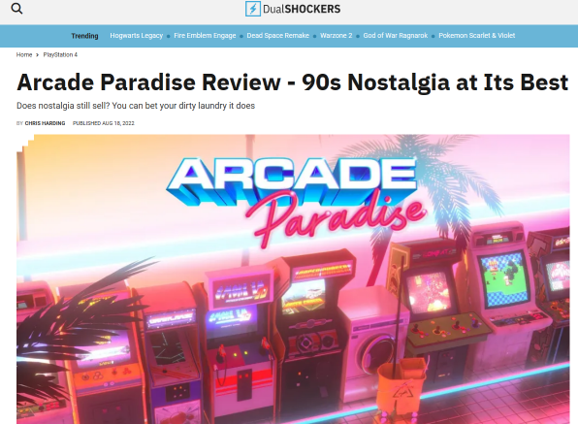 DualSHOCKERS
Trending Hogwarts Legacy Fire Emblem Engage Dead Space Remake Warzone 2 God of War Ragnarok Pokemon Scarlet & Violet
Home > PlayStation 4
Arcade Paradise Review - 90s Nostalgia at Its Best
Does nostalgia still sell? You can bet your dirty laundry it does
BY CHRIS HARDING PUBLISHED AUG 18, 2022
ARCADE
Paradise